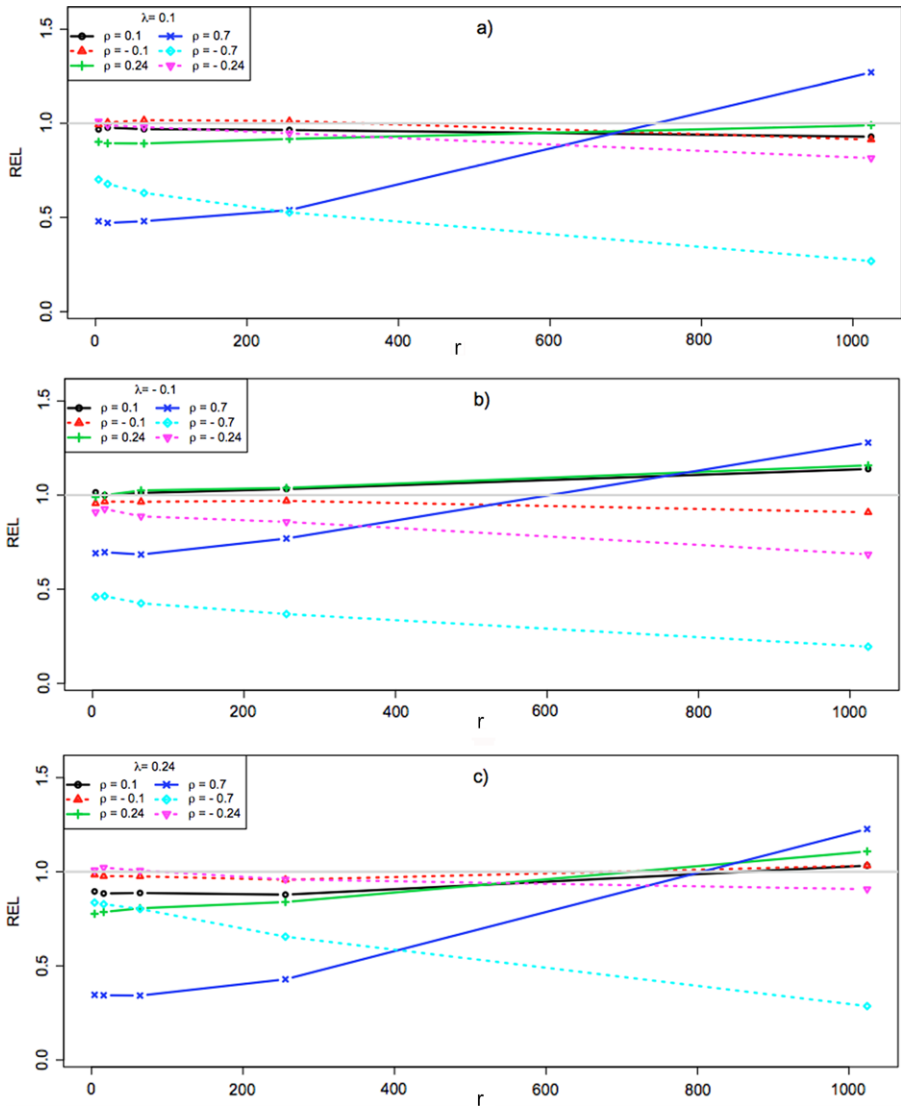 a)
λ= 0.1
ρ = 0.1 ρ = 0.7
ρ = - 0.1 ρ = - 0.7
ρ = 0.24 ρ = - 0.24
REL
1.5
1.0
0.5
0.0
0 200 400 600 800 1000
r
b)
λ= - 0.1
ρ = 0.1 ρ = 0.7
ρ = - 0.1 ρ = - 0.7
ρ = 0.24 ρ = - 0.24
REL
1.5
1.0
0.5
0.0
0 200 400 600 800 1000
r
c)
λ= 0.24
ρ = 0.1 ρ = 0.7
ρ = - 0.1 ρ = - 0.7
ρ = 0.24 ρ = - 0.24
REL
1.5
1.0
0.5
0.0
0 200 400 600 800 1000
r